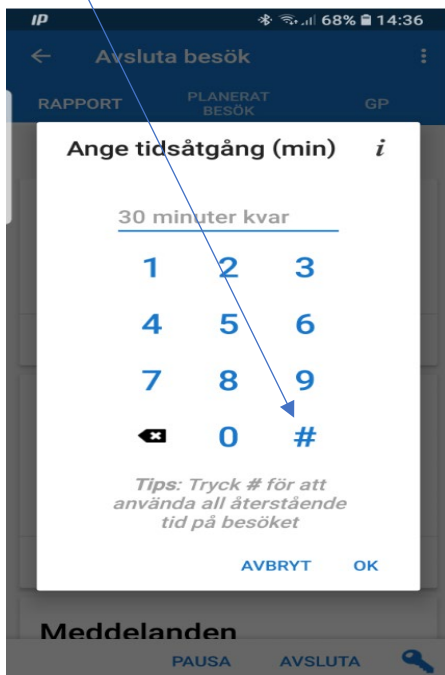 IP 68% 14:36
Avsluta besök
RAPPORT PLANERAT BESÖK GP
Ange tidsåtgång (min) i
30 minuter kvar
1 2 3
4 5 6
7 8 9
0 #
Tips: Tryck # för att
använda all återstående
tid på besöket
AVBRYT OK
Meddelanden
PAUSA AVSLUTA